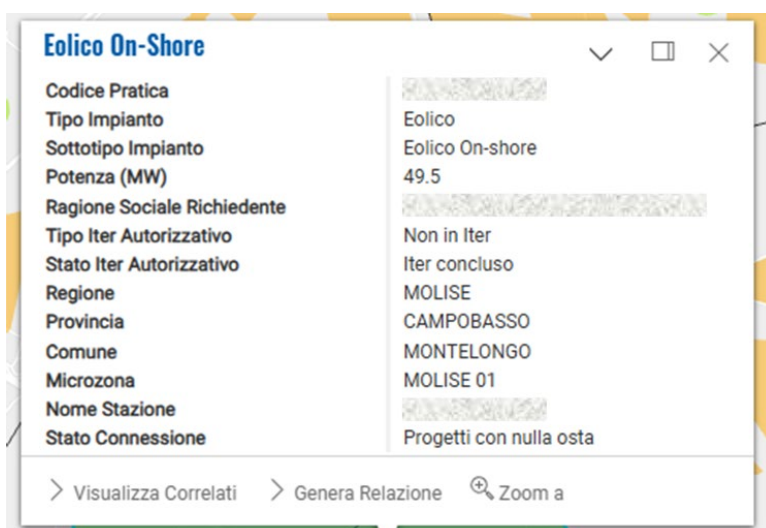 Eolico On-Shore
Codice Pratica
Tipo Impianto Eolico
Sottotipo Impianto Eolico On-shore
Potenza (MW) 49.5
Ragione Sociale Richiedente
Tipo Iter Autorizzativo Non in Iter
Stato Iter Autorizzativo Iter concluso
Regione MOLISE
Provincia CAMPOBASSO
Comune MONTELONGO
Microzona MOLISE 01
Nome Stazione
Stato Connessione Progetti con nulla osta
Visualizza Correlati Genera Relazione Zoom a